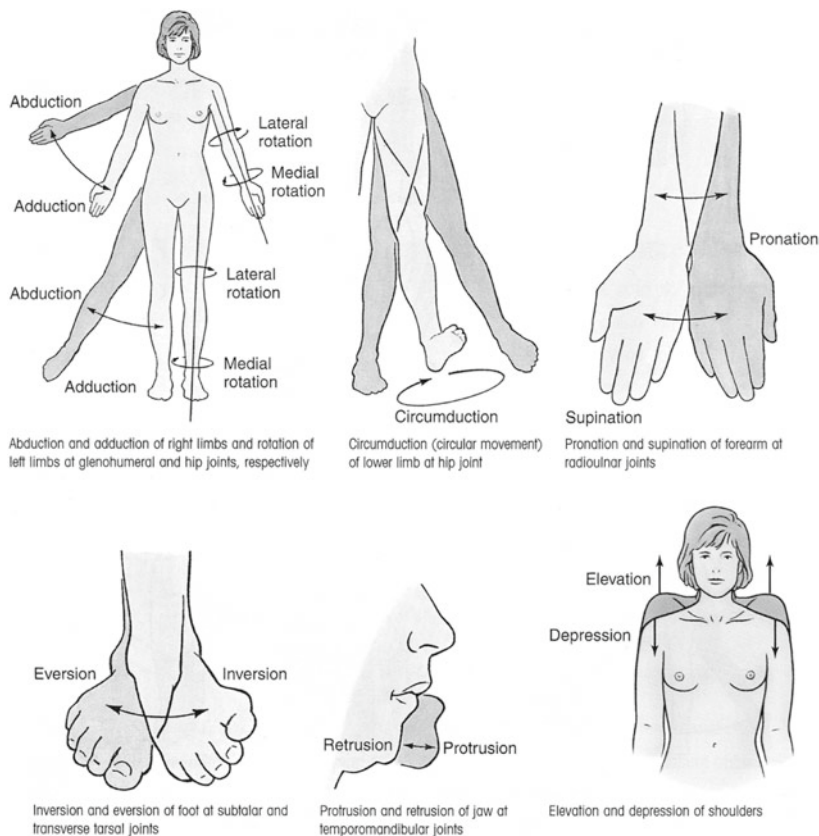 Abduction
Lateral
rotation
Medial
rotation
Adduction
Abduction
Lateral
rotation
Medial
rotation
Adduction
Abduction and adduction of right limbs and rotation of
left limbs at glenohumeral and hip joints, respectively
Circumduction
Circumduction (circular movement)
of lower limb at hip joint
Pronation
Supination
Pronation and supination of forearm at
radioulnar joints
Eversion
Inversion
Inversion and eversion of foot at subtalar and
transverse tarsal joints
Retrusion
Protrusion
Protrusion and retrusion of jaw at
temporomandibular joints
Elevation
Depression
Elevation and depression of shoulders